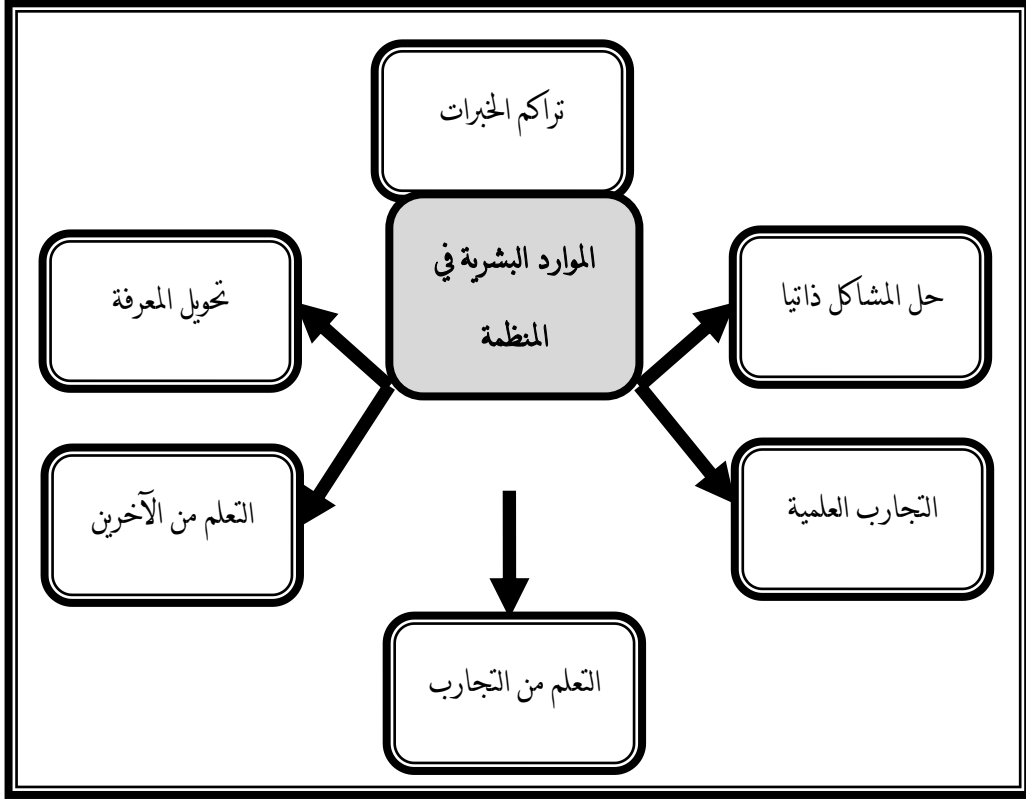 تراكم الخبرات
الموارد البشرية في
المنظمة
حل المشاكل ذاتيا
تحويل المعرفة
التجارب العلمية
التعلم من الآخرين
التعلم من التجارب